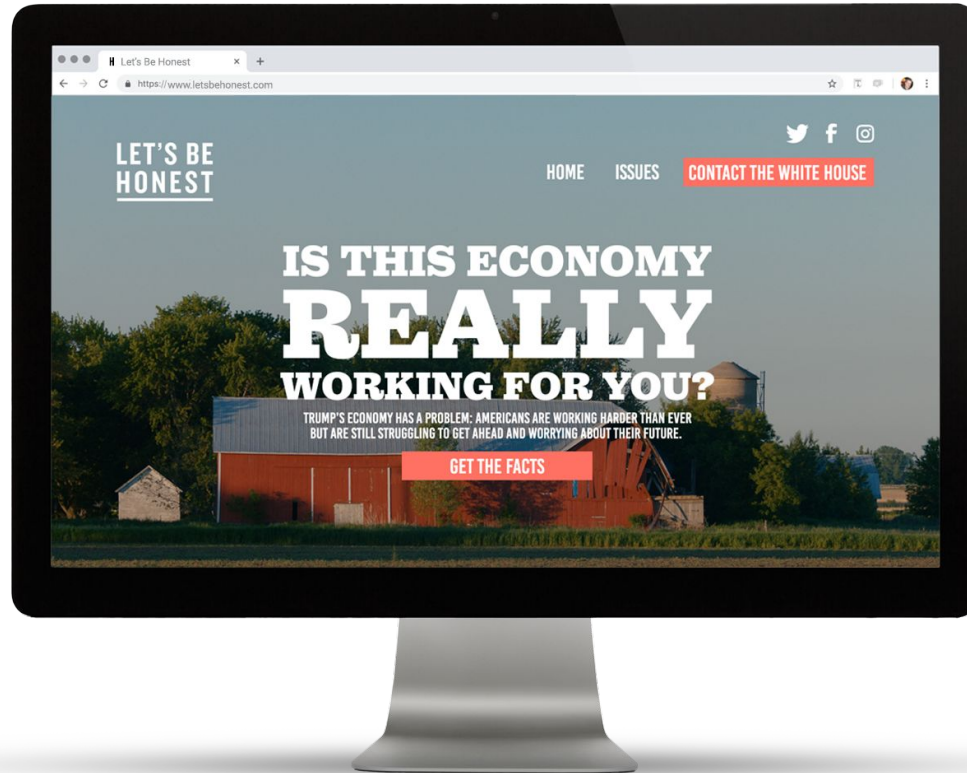 H Let's Be Honest × +
https://www.letsbehonest.com
LET'S BE
HONEST
HOME ISSUES CONTACT THE WHITE HOUSE
IS THIS ECONOMY
REALLY
WORKING FOR YOU?
TRUMP'S ECONOMY HAS A PROBLEM: AMERICANS ARE WORKING HARDER THAN EVER
BUT ARE STILL STRUGGLING TO GET AHEAD AND WORRYING ABOUT THEIR FUTURE.
GET THE FACTS